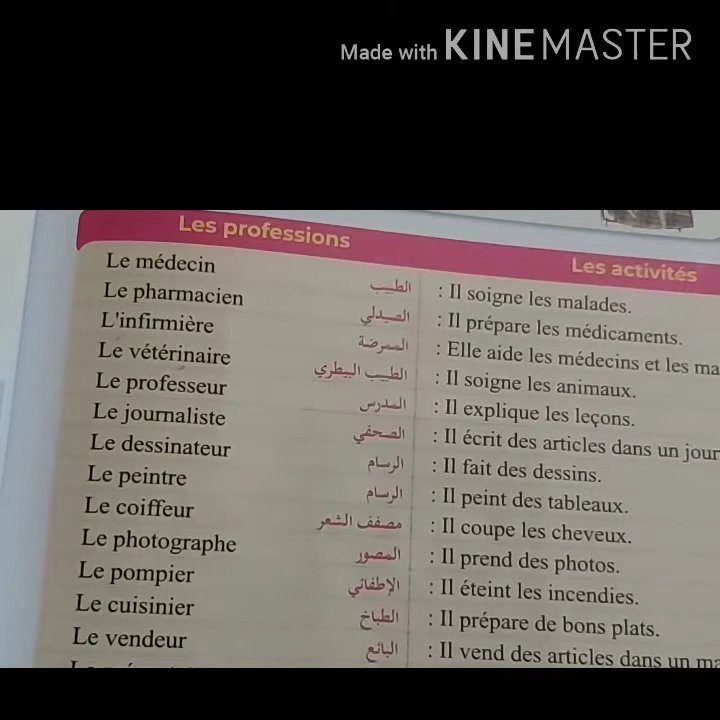 Made with KINEMASTER
Les professions Les activités
Le médecin الطبيب : Il soigne les malades.
Le pharmacien الصيدلي : Il prépare les médicaments.
L'infirmière الممرضة : Elle aide les médecins et les ma
Le vétérinaire الطبيب البيطري : Il soigne les animaux.
Le professeur المدرس : Il explique les leçons.
Le journaliste الصحفي : Il écrit des articles dans un jour
Le dessinateur الرسام : Il fait des dessins.
Le peintre الرسام : Il peint des tableaux.
Le coiffeur مصفف الشعر : Il coupe les cheveux.
Le photographe المصور : Il prend des photos.
Le pompier الإطفائي : Il éteint les incendies.
Le cuisinier الطباخ : Il prépare de bons plats.
Le vendeur البائع : Il vend des articles dans un ma